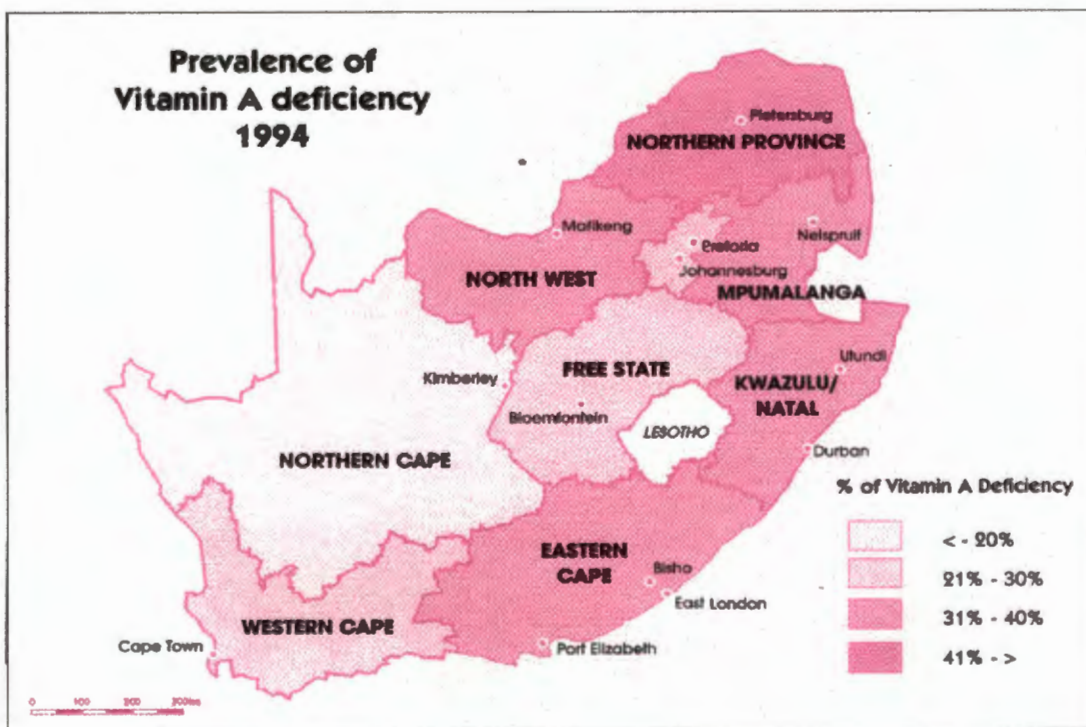 Prevalence of
Vitamin A deficiency
1994
Pietersburg
NORTHERN PROVINCE
Mafikeng
Nelspruit
Pretoria
Johannesburg
NORTH WEST
MPUMALANGA
Ulundi
FREE STATE
KWAZULU/
NATAL
Kimberley
Bloemfontein
LESOTHO
Durban
NORTHERN CAPE
% of Vitamin A Deficiency
< - 20%
21% - 30%
31% - 40%
41% - >
EASTERN
CAPE
Bisho
East London
WESTERN CAPE
Cape Town
Port Elizabeth
0 100 200 300km